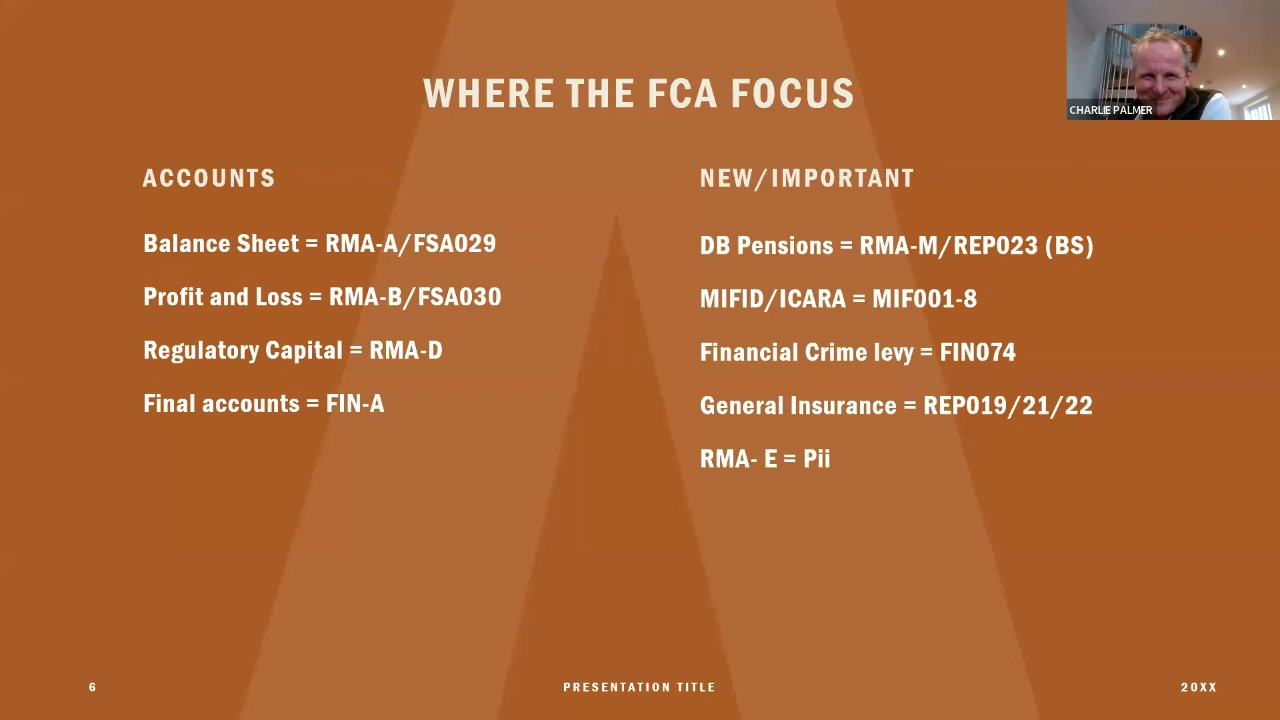 WHERE THE FCA FOCUS
CHARLIE PALMER
ACCOUNTS
Balance Sheet = RMA-A/FSA029
Profit and Loss = RMA-B/FSA030
Regulatory Capital = RMA-D
Final accounts = FIN-A
NEW/IMPORTANT
DB Pensions = RMA-M/REP023 (BS)
MIFID/ICARA = MIF001-8
Financial Crime levy = FIN074
General Insurance = REP019/21/22
RMA- E = Pii
6
PRESENTATION TITLE
20XX